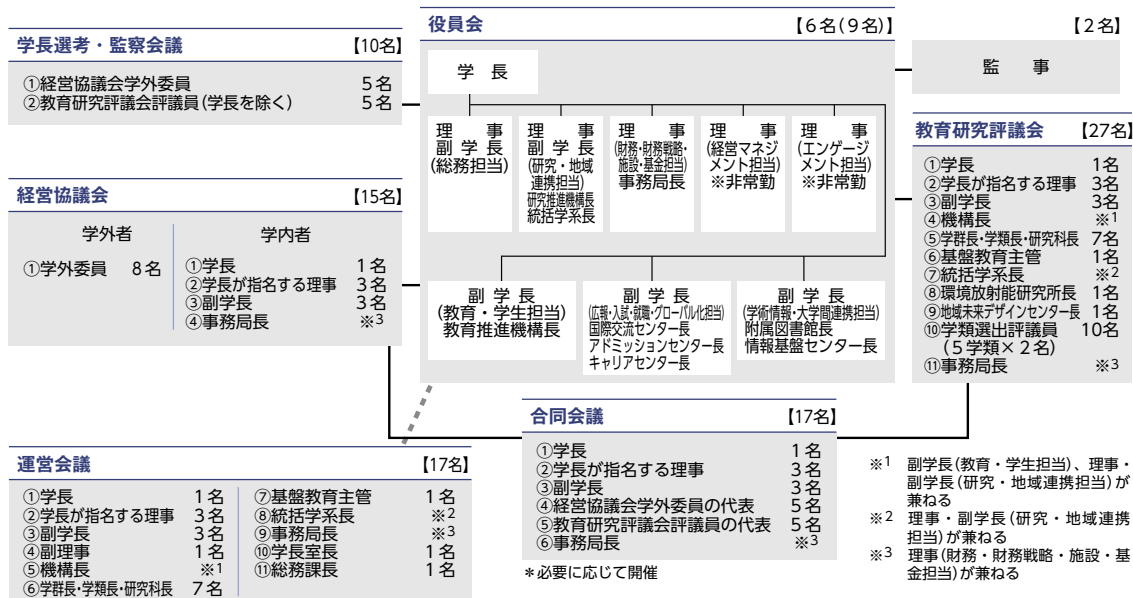 学長選考・監察会議 【10名】
①経営協議会学外委員 5名
②教育研究評議会評議員(学長を除く) 5名
役員会 【6名(9名)】
学 長
理 事
副 学 長
(総務担当)
理 事
副 学 長
(研究・地域
連携担当)
研究推進機構長
統括学系長
理 事
(財務・財務戦略・
施設・基金担当)
事務局長
理 事
(経営マネジ
メント担当)
※非常勤
理 事
(エンゲージ
メント担当)
※非常勤
副 学 長
(教育・学生担当)
教育推進機構長
副 学 長
(広報・入試・就職・グローバル化担当)
国際交流センター長
アドミッションセンター長
キャリアセンター長
副 学 長
(学術情報・大学間連携担当)
附属図書館長
情報基盤センター長
【2名】
監 事
経営協議会 【15名】
学外者
①学外委員 8名
学内者
①学長 1名
②学長が指名する理事 3名
③副学長 3名
④事務局長 ※3
教育研究評議会 【27名】
①学長 1名
②学長が指名する理事 3名
③副学長 3名
④機構長 ※1
⑤学群長・学類長・研究科長 7名
⑥基盤教育主管 1名
⑦統括学系長 ※2
⑧環境放射能研究所長 1名
⑨地域未来デザインセンター長 1名
⑩学類選出評議員 10名
(5学類×2名)
⑪事務局長 ※3
運営会議 【17名】
①学長 1名
②学長が指名する理事 3名
③副学長 3名
④副理事 1名
⑤機構長 ※1
⑥学群長・学類長・研究科長 7名
⑦基盤教育主管 1名
⑧統括学系長 ※2
⑨事務局長 ※3
⑩学長室長 1名
⑪総務課長 1名
合同会議 【17名】
①学長 1名
②学長が指名する理事 3名
③副学長 3名
④経営協議会学外委員の代表 5名
⑤教育研究評議会評議員の代表 5名
⑥事務局長 ※3
*必要に応じて開催
※1 副学長(教育・学生担当)、理事・
副学長(研究・地域連携担当)が
兼ねる
※2 理事・副学長(研究・地域連携
担当)が兼ねる
※3 理事(財務・財務戦略・施設・基
金担当)が兼ねる